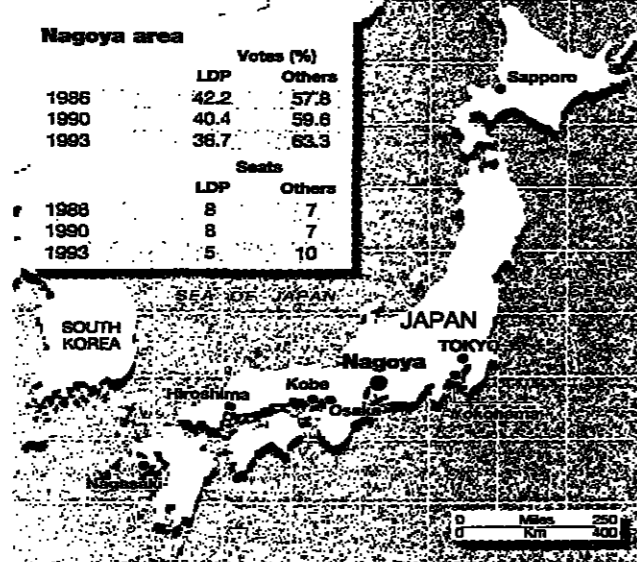 Nagoya area
Votes (%)
LDP Others
1986 42.2 57.8
1990 40.4 59.6
1993 36.7 63.3
Seats
LDP Others
1986 8 7
1990 8 7
1993 5 10
Sapporo
SEA OF JAPAN
SOUTH KOREA
JAPAN
TOKYO
Nagoya
Kobe
Hiroshima
Osaka
Yokohama
Nagasaki
0 Miles 250
0 Km 400